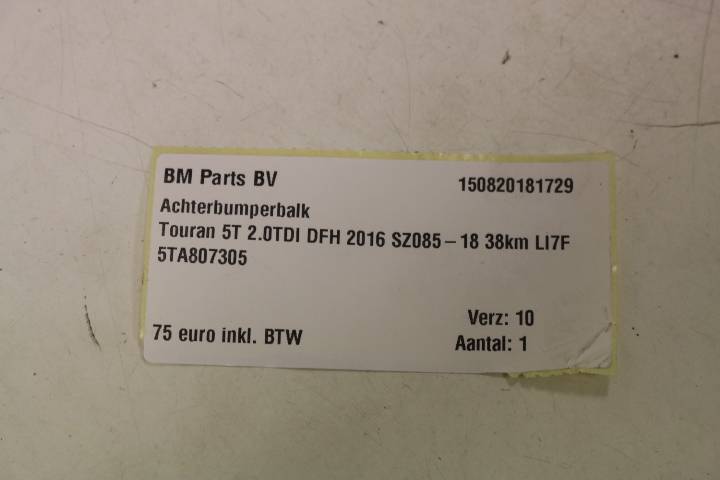 BM Parts BV 150820181729
Achterbumperbalk
Touran 5T 2.0TDI DFH 2016 SZ085 – 18 38km LI7F
5TA807305
Verz: 10
75 euro inkl. BTW Aantal: 1